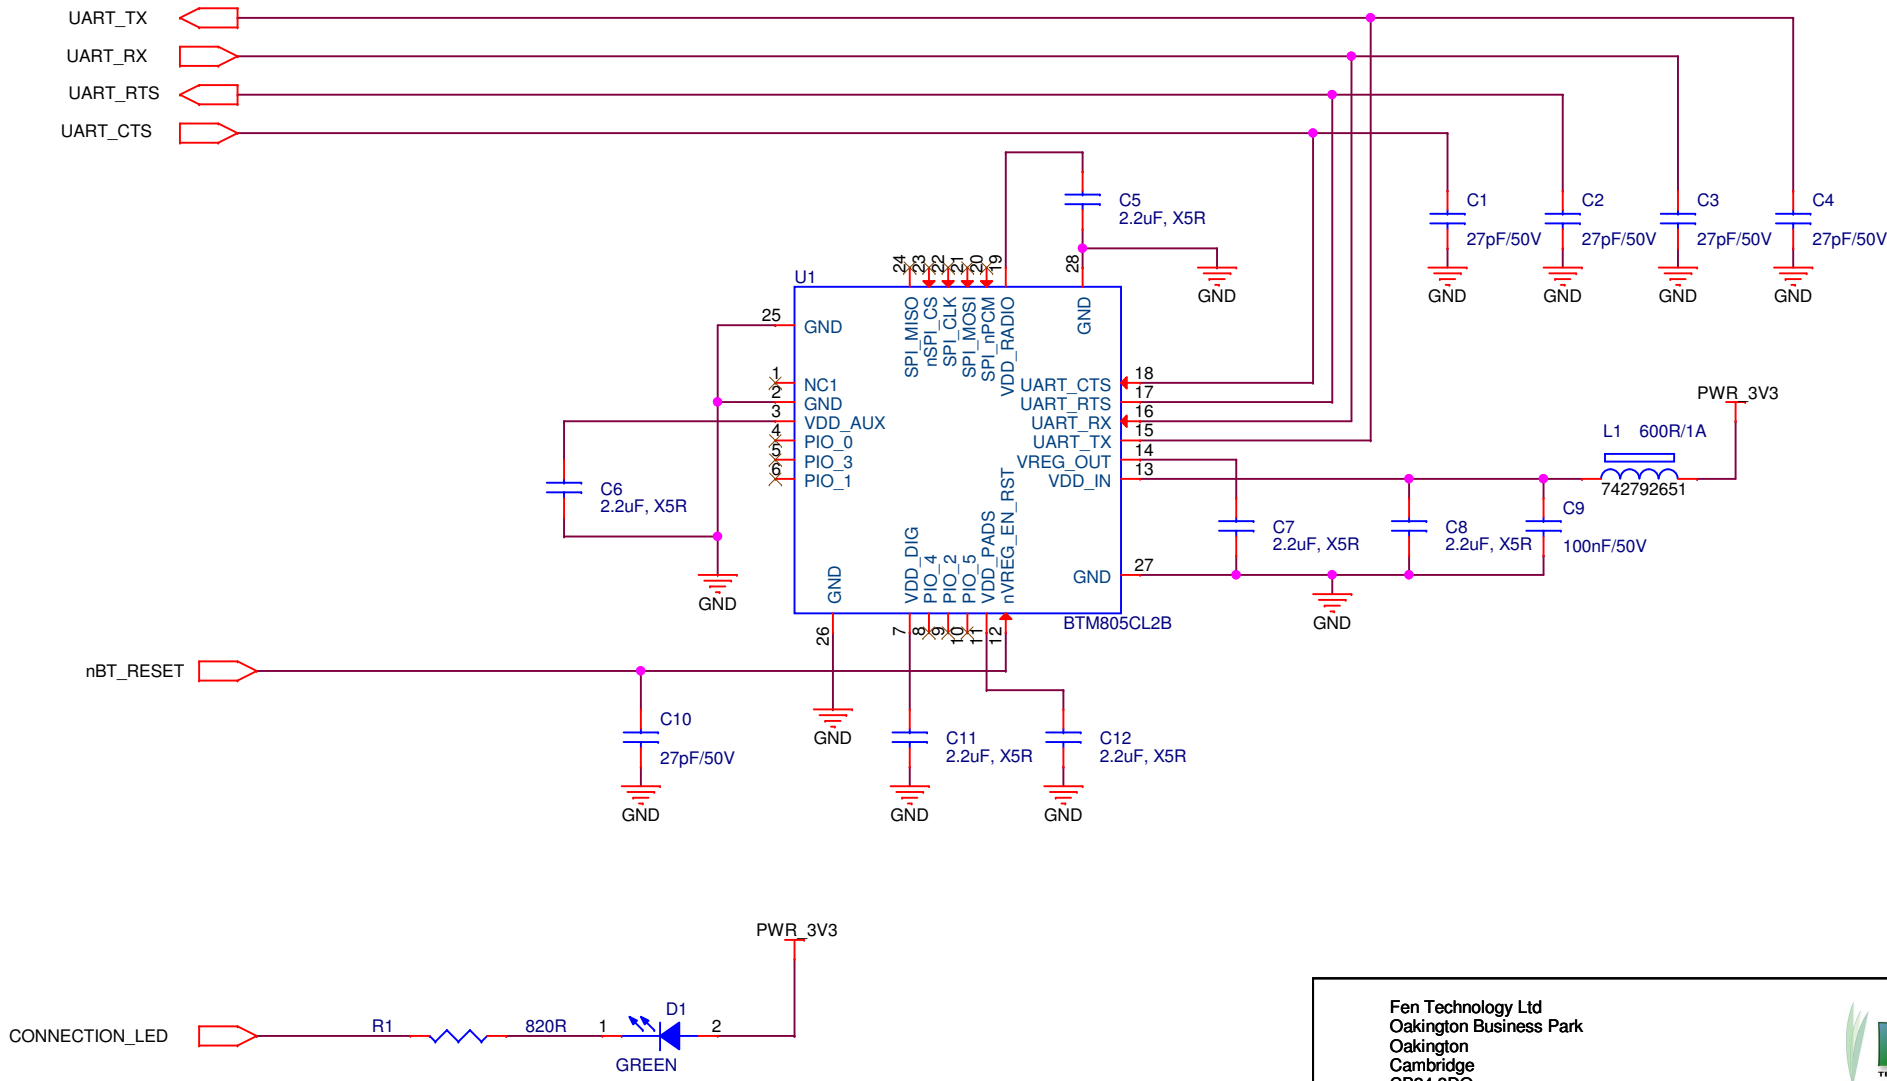 UART_TX
UART_RX
UART_RTS
UART_CTS
C5
2.2uF, X5R
C1
27pF/50V
C2
27pF/50V
C3
27pF/50V
C4
27pF/50V
GND
GND
GND
GND
GND
U1
24
23
22
21
20
19
28
SPI_MISO
nSPI_CS
SPI_CLK
SPI_MOSI
SPI_nPCM
VDD_RADIO
GND
25
GND
1
NC1
2
GND
3
VDD_AUX
4
PIO_0
5
PIO_3
6
PIO_1
UART_CTS
18
UART_RTS
17
UART_RX
16
UART_TX
15
VREG_OUT
14
VDD_IN
13
GND
27
PWR_3V3
L1 600R/1A
742792651
C6
2.2uF, X5R
C7
2.2uF, X5R
C8
2.2uF, X5R
C9
100nF/50V
GND
VDD_DIG
PIO_4
PIO_2
PIO_5
VDD_PADS
nVREG_EN_RST
GND
GND
BTM805CL2B
26
7
8
9
10
11
12
nBT_RESET
C10
27pF/50V
GND
GND
C11
2.2uF, X5R
GND
C12
2.2uF, X5R
GND
PWR_3V3
CONNECTION_LED
R1
820R
1
D1
2
GREEN
Fen Technology Ltd
Oakington Business Park
Oakington
Cambridge